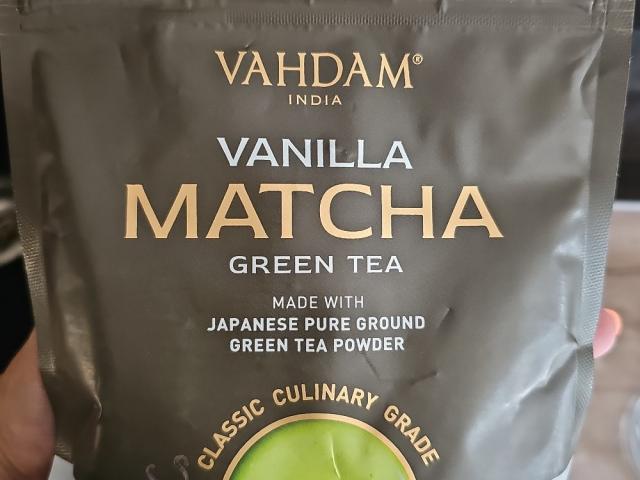 VAHDAM®
INDIA
VANILLA
MATCHA
GREEN TEA
MADE WITH
JAPANESE PURE GROUND
GREEN TEA POWDER
CLASSIC CULINARY GRADE